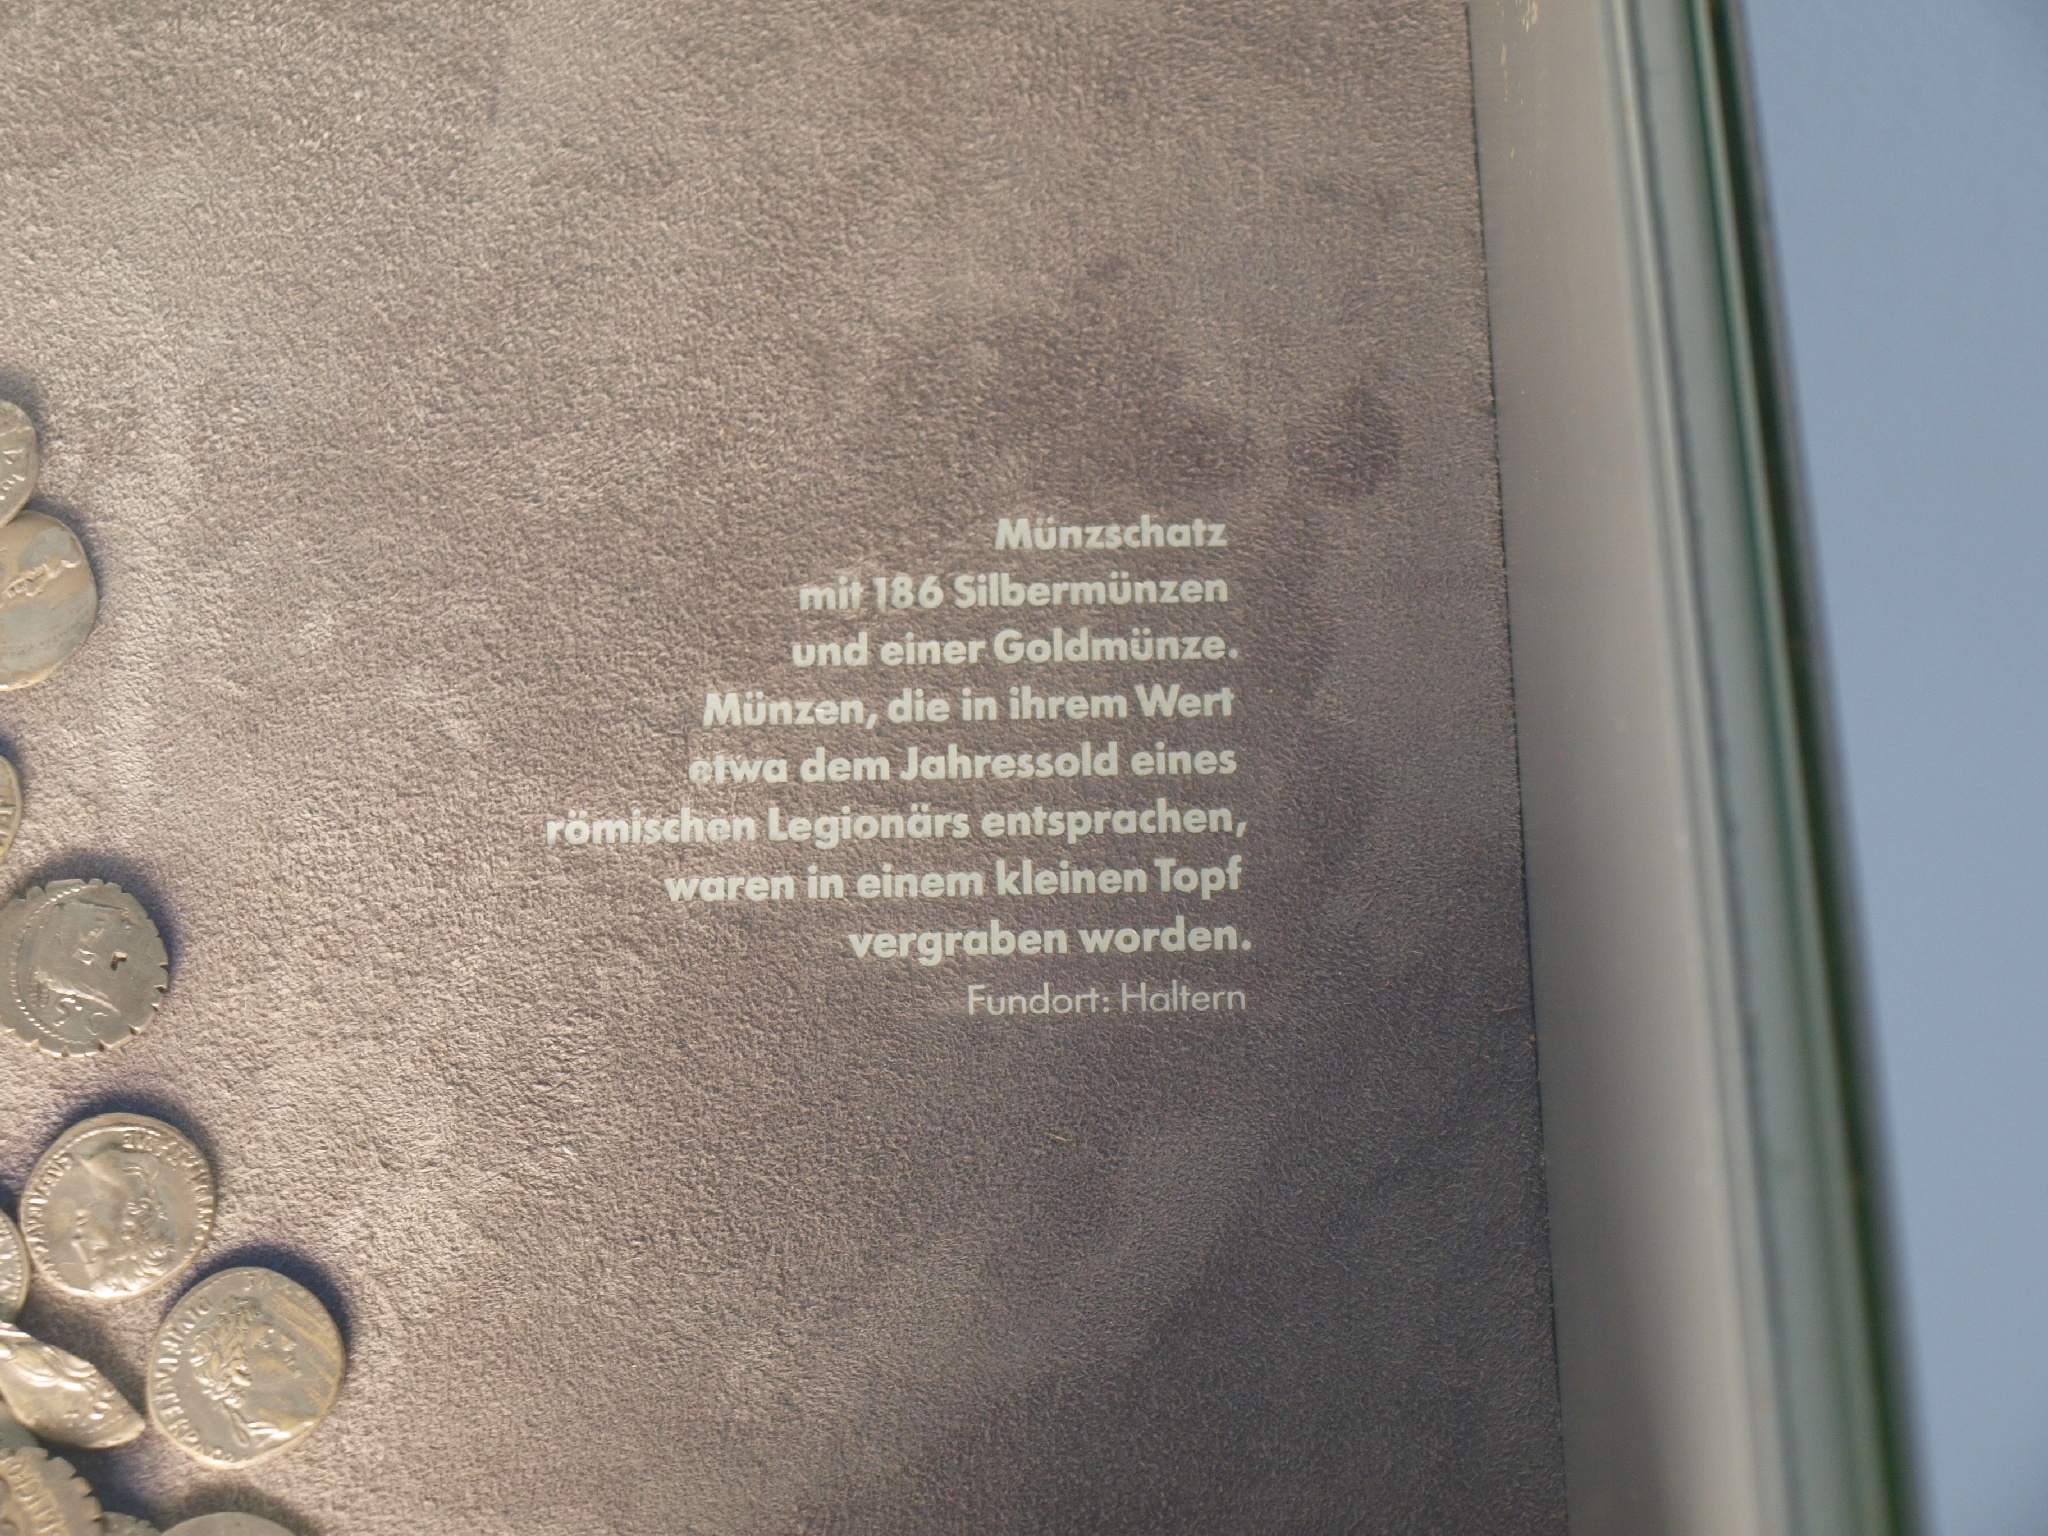 Münzschatz
mit 186 Silbermünzen
und einer Goldmünze.
Münzen, die in ihrem Wert
etwa dem Jahressold eines
römischen Legionärs entsprachen,
waren in einem kleinen Topf
vergraben worden.
Fundort: Haltern
S.C